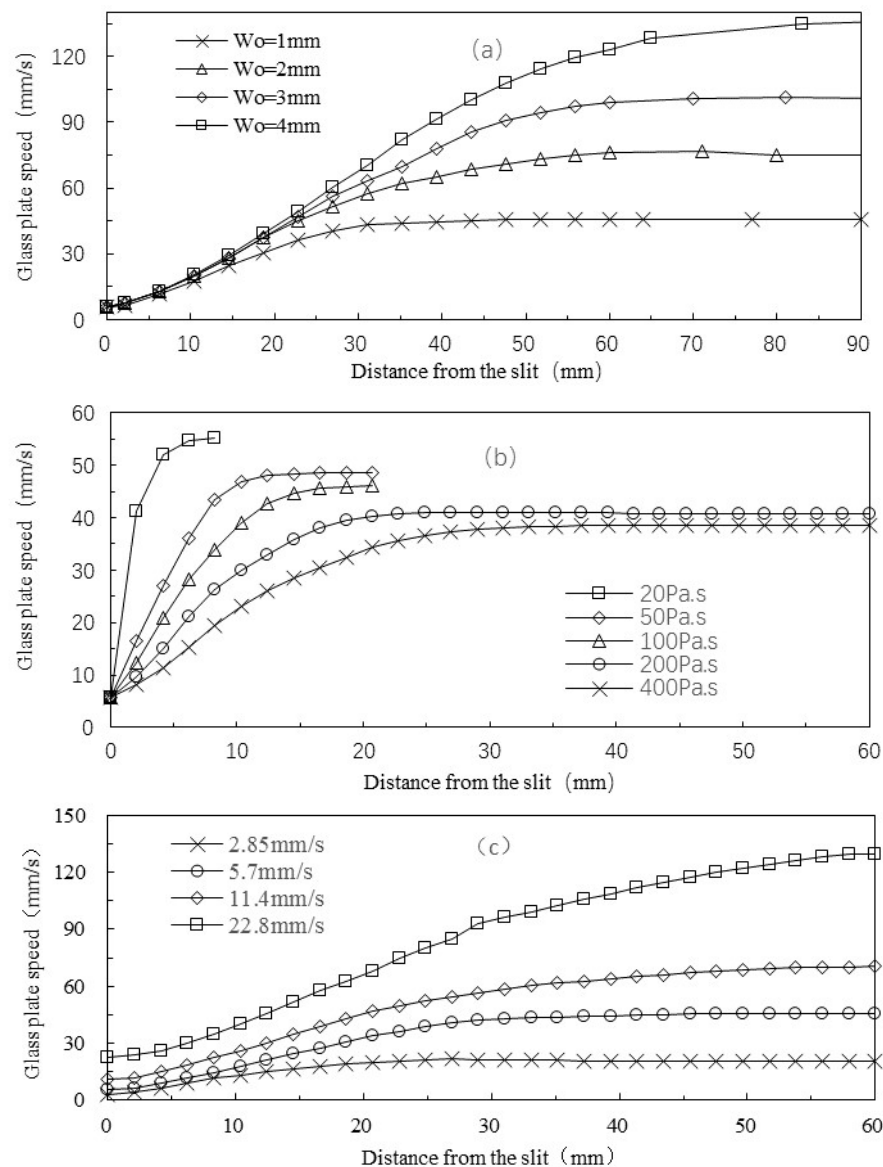 Glass plate speed (mm/s)
120
90
60
30
0
Wo=1mm
Wo=2mm
Wo=3mm
Wo=4mm
(a)
0 10 20 30 40 50 60 70 80 90
Distance from the slit (mm)
Glass plate speed (mm/s)
60
50
40
30
20
10
0
(b)
20Pa.s
50Pa.s
100Pa.s
200Pa.s
400Pa.s
0 10 20 30 40 50 60
Distance from the slit (mm)
Glass plate speed (mm/s)
150
120
90
60
30
0
2.85mm/s
5.7mm/s
11.4mm/s
22.8mm/s
(c)
0 10 20 30 40 50 60
Distance from the slit (mm)